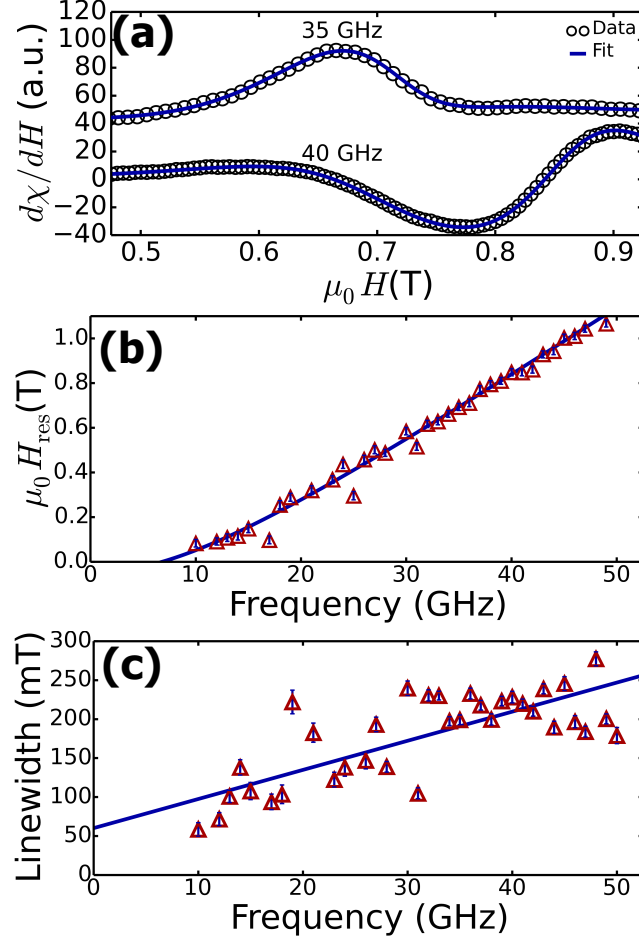 (a)
120
100
80
60
40
20
0
−20
−40
35 GHz
40 GHz
Data
Fit
dχ/dH (a.u.)
0.5 0.6 0.7 0.8 0.9
μ₀H(T)
(b)
1.0
0.8
0.6
0.4
0.2
0.0
μ₀H_res(T)
0 10 20 30 40 50
Frequency (GHz)
(c)
300
250
200
150
100
50
0
Linewidth (mT)
0 10 20 30 40 50
Frequency (GHz)